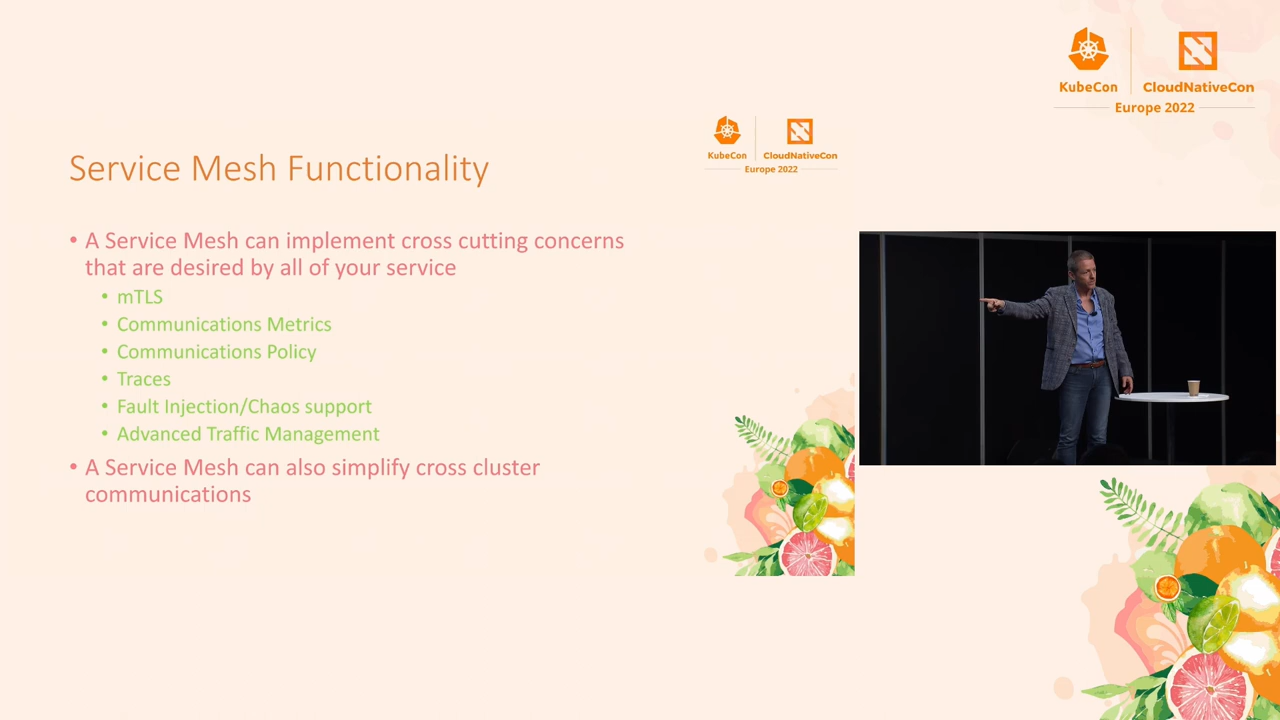 KubeCon
CloudNativeCon
Europe 2022
KubeCon
CloudNativeCon
Europe 2022
Service Mesh Functionality
• A Service Mesh can implement cross cutting concerns
that are desired by all of your service
• mTLS
• Communications Metrics
• Communications Policy
• Traces
• Fault Injection/Chaos support
• Advanced Traffic Management
• A Service Mesh can also simplify cross cluster
communications